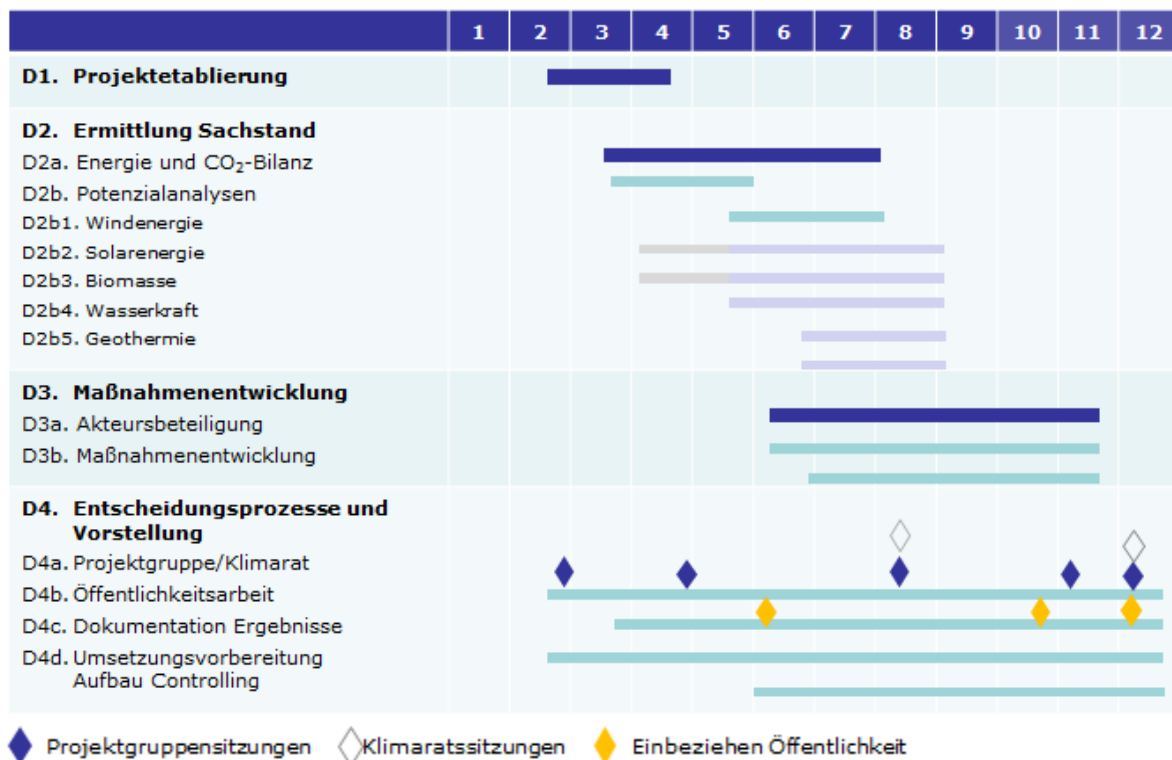 1 2 3 4 5 6 7 8 9 10 11 12
D1. Projektetablierung
D2. Ermittlung Sachstand
D2a. Energie und CO₂-Bilanz
D2b. Potenzialanalysen
D2b1. Windenergie
D2b2. Solarenergie
D2b3. Biomasse
D2b4. Wasserkraft
D2b5. Geothermie
D3. Maßnahmenentwicklung
D3a. Akteursbeteiligung
D3b. Maßnahmenentwicklung
D4. Entscheidungsprozesse und
Vorstellung
D4a. Projektgruppe/Klimarat
D4b. Öffentlichkeitsarbeit
D4c. Dokumentation Ergebnisse
D4d. Umsetzungsvorbereitung
Aufbau Controlling
Projektgruppensitzungen Klimaratssitzungen Einbeziehen Öffentlichkeit